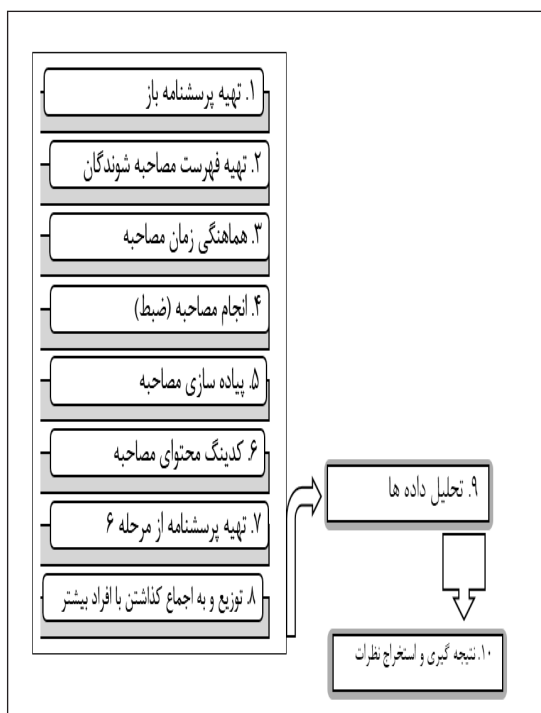 ۱. تهیه پرسشنامه باز
۲. تهیه فهرست مصاحبه شوندگان
۳. هماهنگی زمان مصاحبه
۴. انجام مصاحبه (ضبط)
۵. پیاده سازی مصاحبه
۶. کدینگ محتوای مصاحبه
۷. تهیه پرسشنامه از مرحله ۶
۸. توزیع و به اجماع کذاشتن با افراد بیشتر
۹. تحلیل داده ها
۱۰. نتیجه گیری و استخراج نظرات